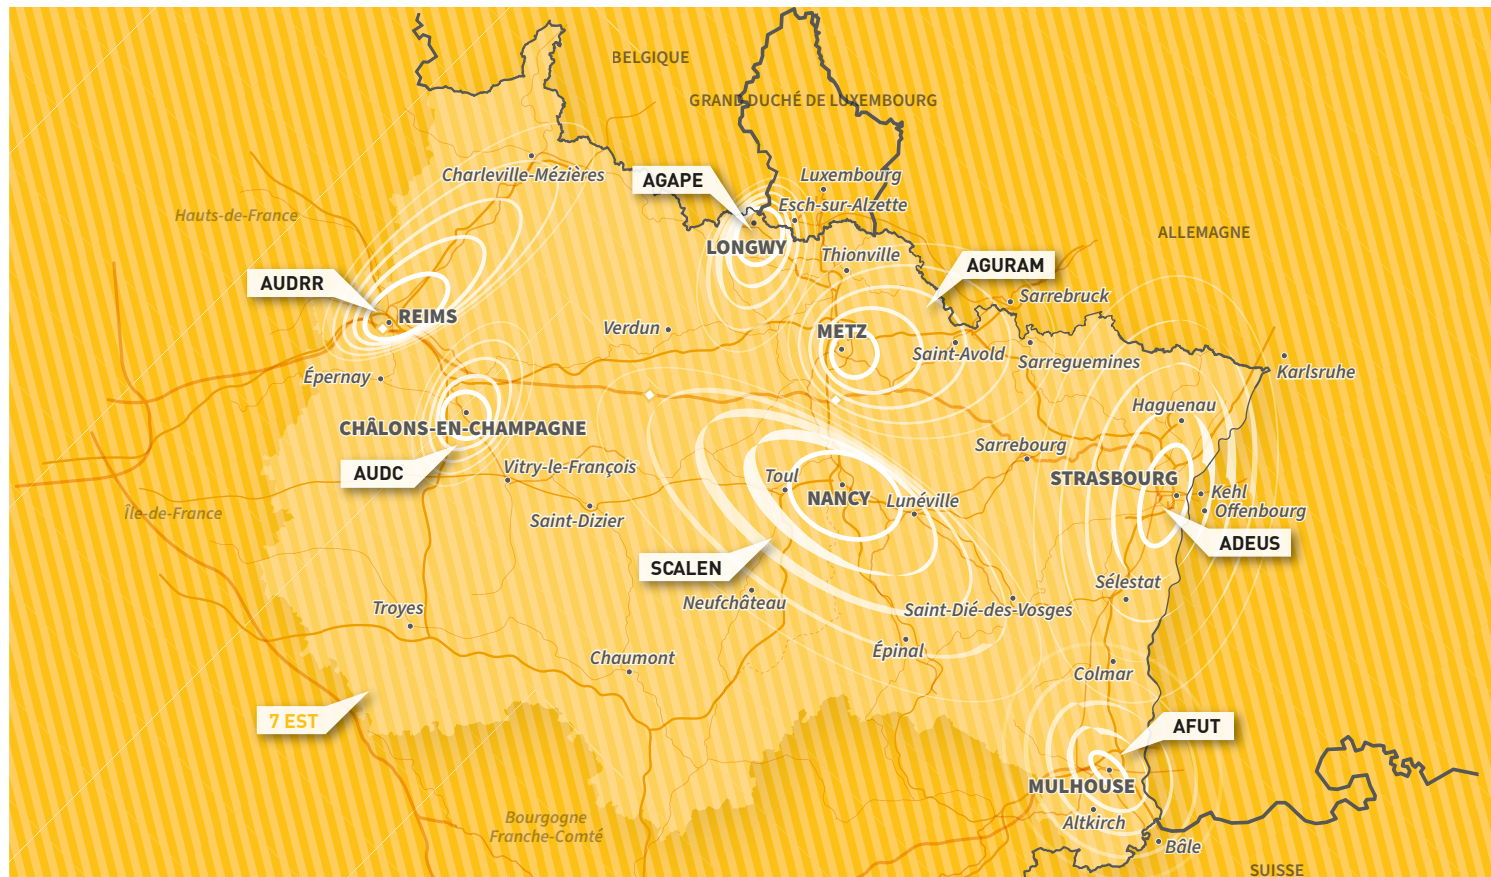 BELGIQUE
GRAND DUCHÉ DE LUXEMBOURG
Charleville-Mézières
AGAPE
Luxembourg
Esch-sur-Alzette
Hauts-de-France
ALLEMAGNE
LONGWY
Thionville
AGURAM
AUDRR
Sarrebruck
REIMS
Verdun
METZ
Saint-Avold
Sarreguemines
Karlsruhe
Épernay
Haguenau
CHÂLONS-EN-CHAMPAGNE
Sarrebourg
AUDC
Vitry-le-François
Toul
NANCY
Lunéville
STRASBOURG
Kehl
Offenbourg
Île-de-France
Saint-Dizier
ADEUS
SCALEN
Sélestat
Neufchâteau
Troyes
Saint-Dié-des-Vosges
Épinal
Chaumont
Colmar
7 EST
AFUT
MULHOUSE
Bourgogne
Franche-Comté
Altkirch
Bâle
SUISSE